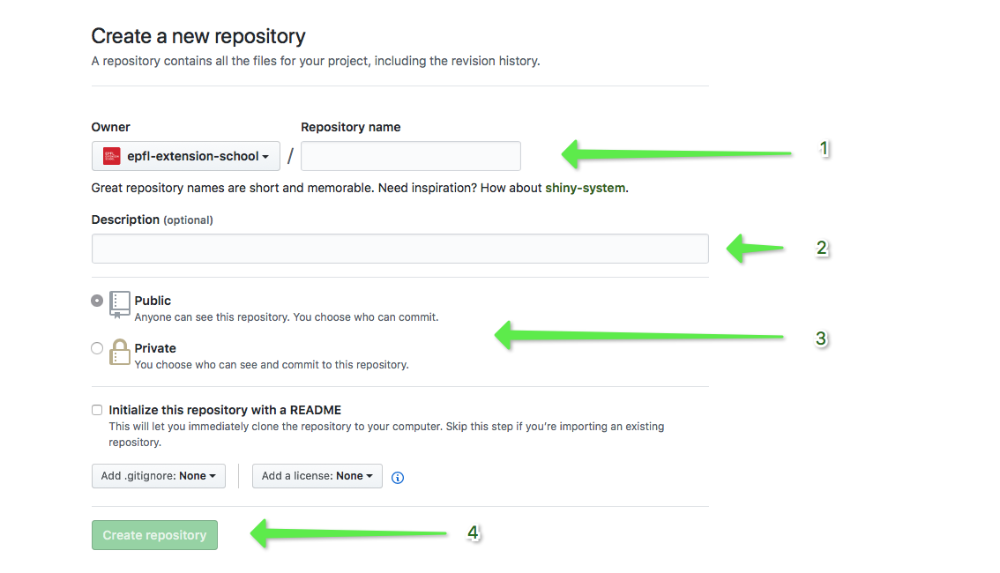 Create a new repository
A repository contains all the files for your project, including the revision history.
Owner
Repository name
epfl-extension-school
/
1
Great repository names are short and memorable. Need inspiration? How about shiny-system.
Description (optional)
2
Public
Anyone can see this repository. You choose who can commit.
3
Private
You choose who can see and commit to this repository.
Initialize this repository with a README
This will let you immediately clone the repository to your computer. Skip this step if you’re importing an existing
repository.
Add .gitignore: None
Add a license: None
Create repository
4